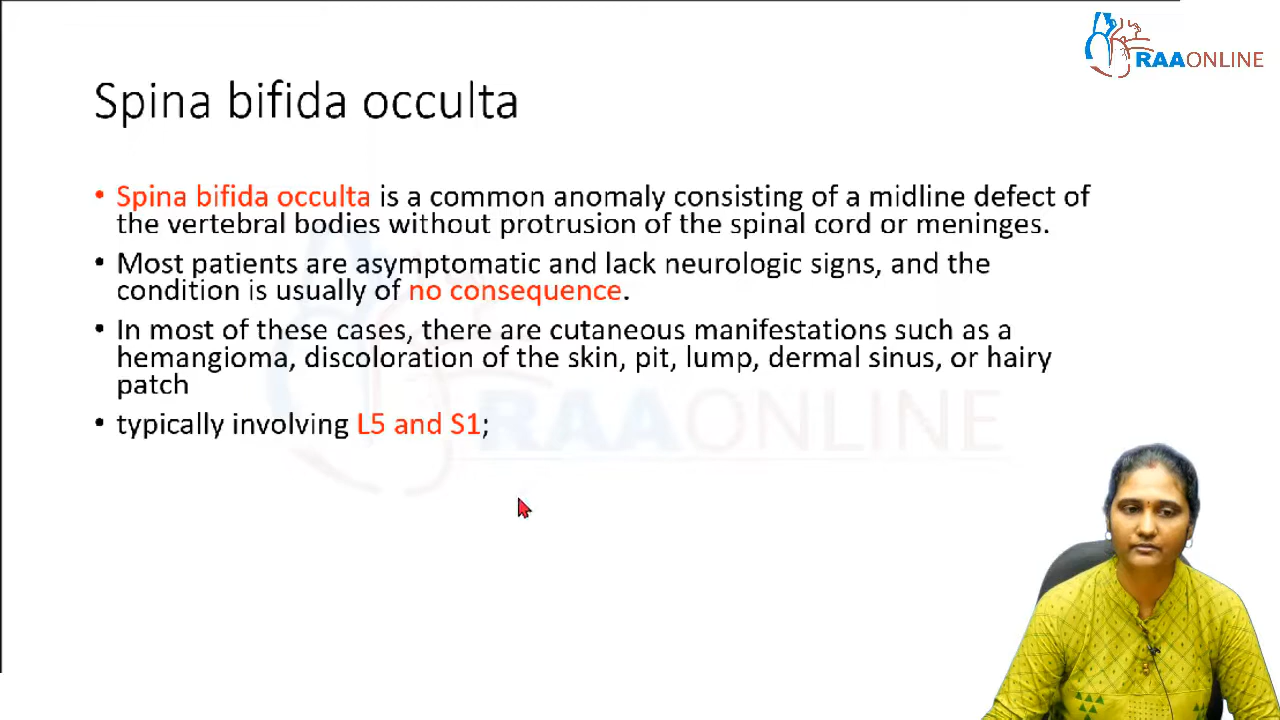 RAAONLINE
Spina bifida occulta
• Spina bifida occulta is a common anomaly consisting of a midline defect of
the vertebral bodies without protrusion of the spinal cord or meninges.
• Most patients are asymptomatic and lack neurologic signs, and the
condition is usually of no consequence.
• In most of these cases, there are cutaneous manifestations such as a
hemangioma, discoloration of the skin, pit, lump, dermal sinus, or hairy
patch
• typically involving L5 and S1;
RAAONLINE